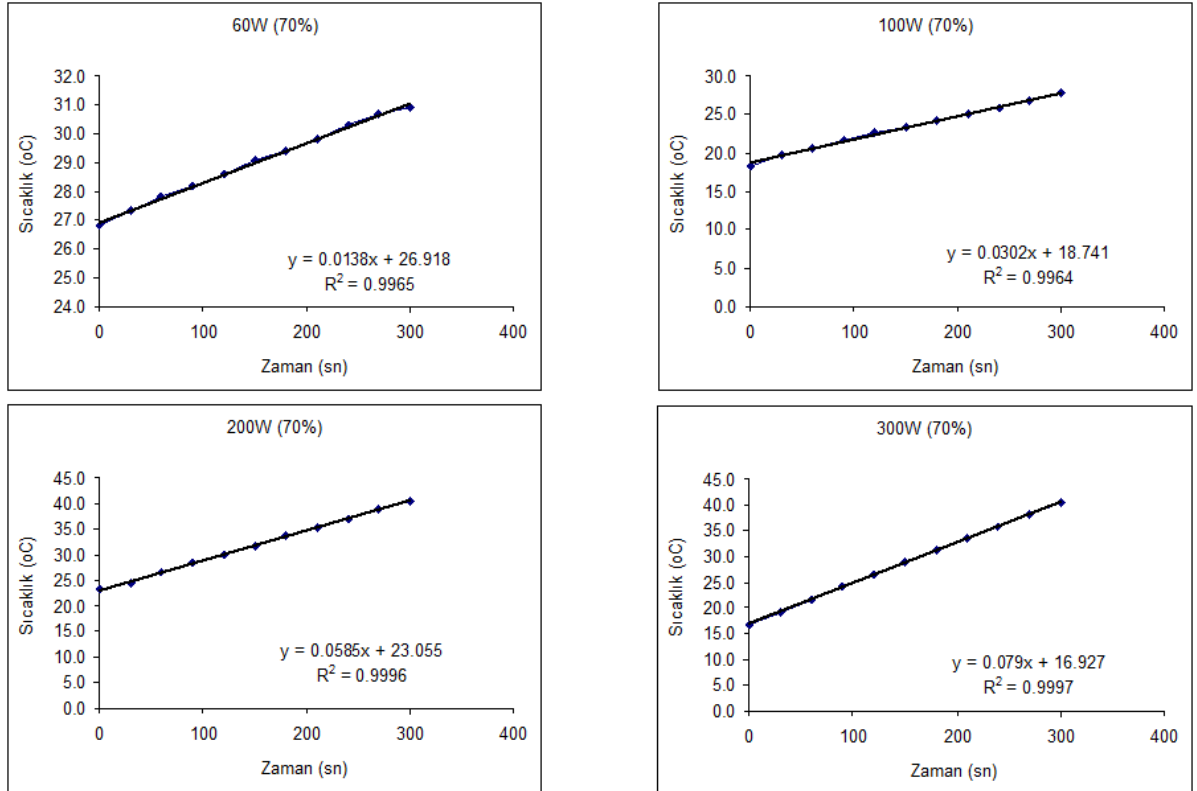 60W (70%)
32.0
31.0
30.0
29.0
28.0
27.0
26.0
25.0
24.0
Sıcaklık (oC)
y = 0.0138x + 26.918
R² = 0.9965
0 100 200 300 400
Zaman (sn)
100W (70%)
30.0
25.0
20.0
15.0
10.0
5.0
0.0
Sıcaklık (oC)
y = 0.0302x + 18.741
R² = 0.9964
0 100 200 300 400
Zaman (sn)
200W (70%)
45.0
40.0
35.0
30.0
25.0
20.0
15.0
10.0
5.0
0.0
Sıcaklık (oC)
y = 0.0585x + 23.055
R² = 0.9996
0 100 200 300 400
Zaman (sn)
300W (70%)
45.0
40.0
35.0
30.0
25.0
20.0
15.0
10.0
5.0
0.0
Sıcaklık (oC)
y = 0.079x + 16.927
R² = 0.9997
0 100 200 300 400
Zaman (sn)